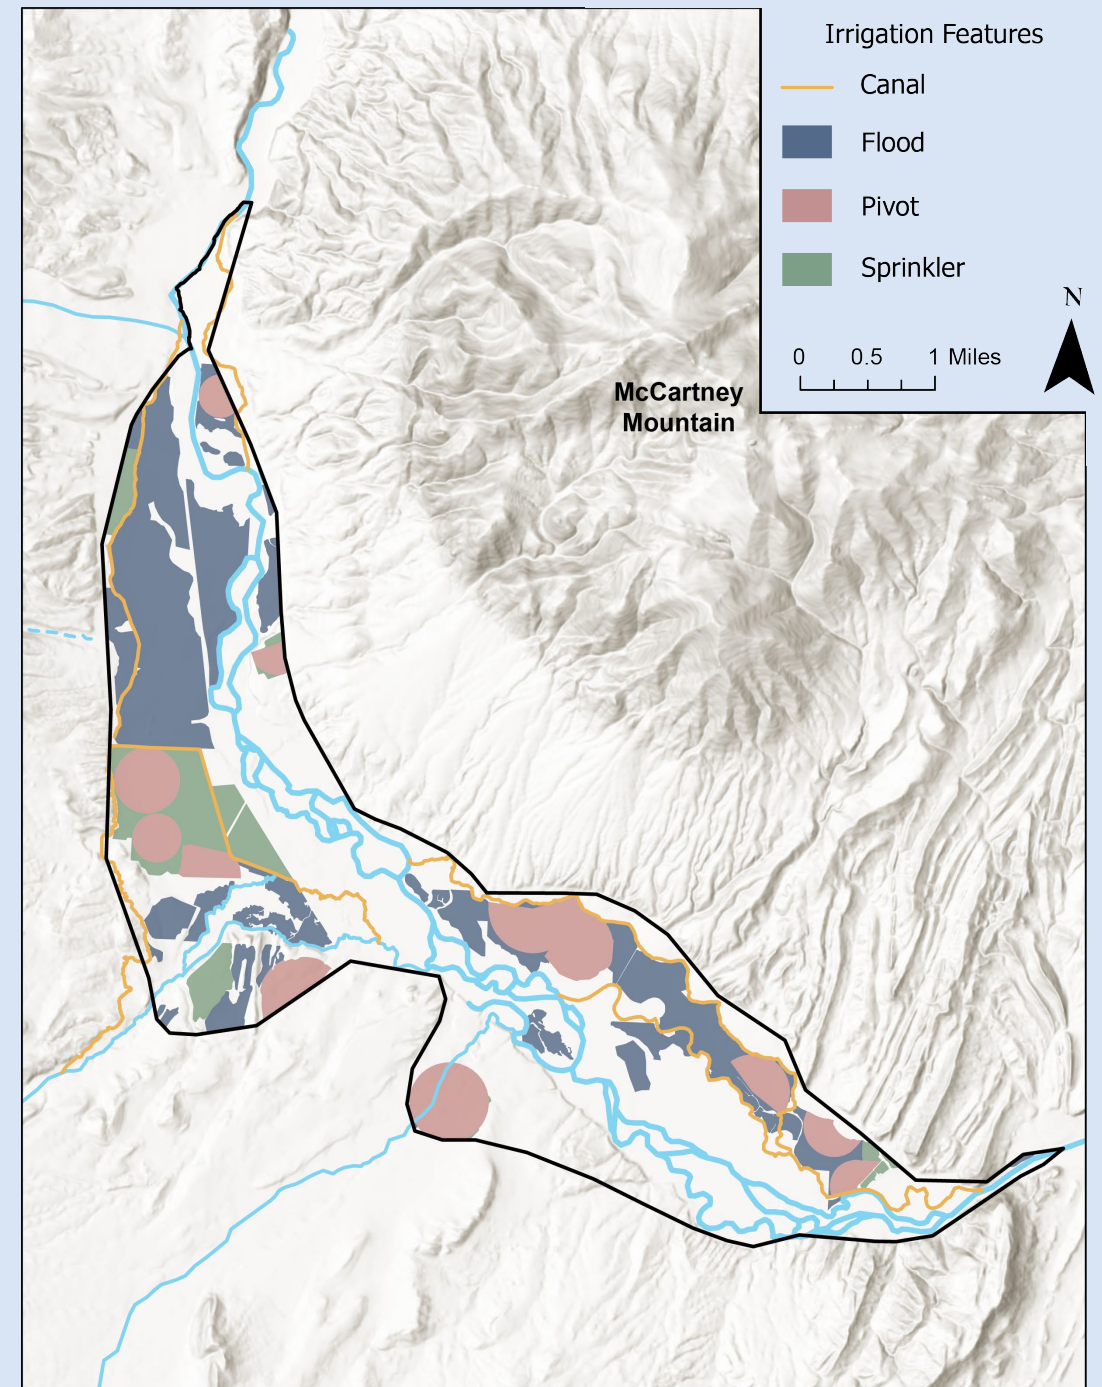 Irrigation Features
Canal
Flood
Pivot
Sprinkler
N
0 0.5 1 Miles
McCartney
Mountain